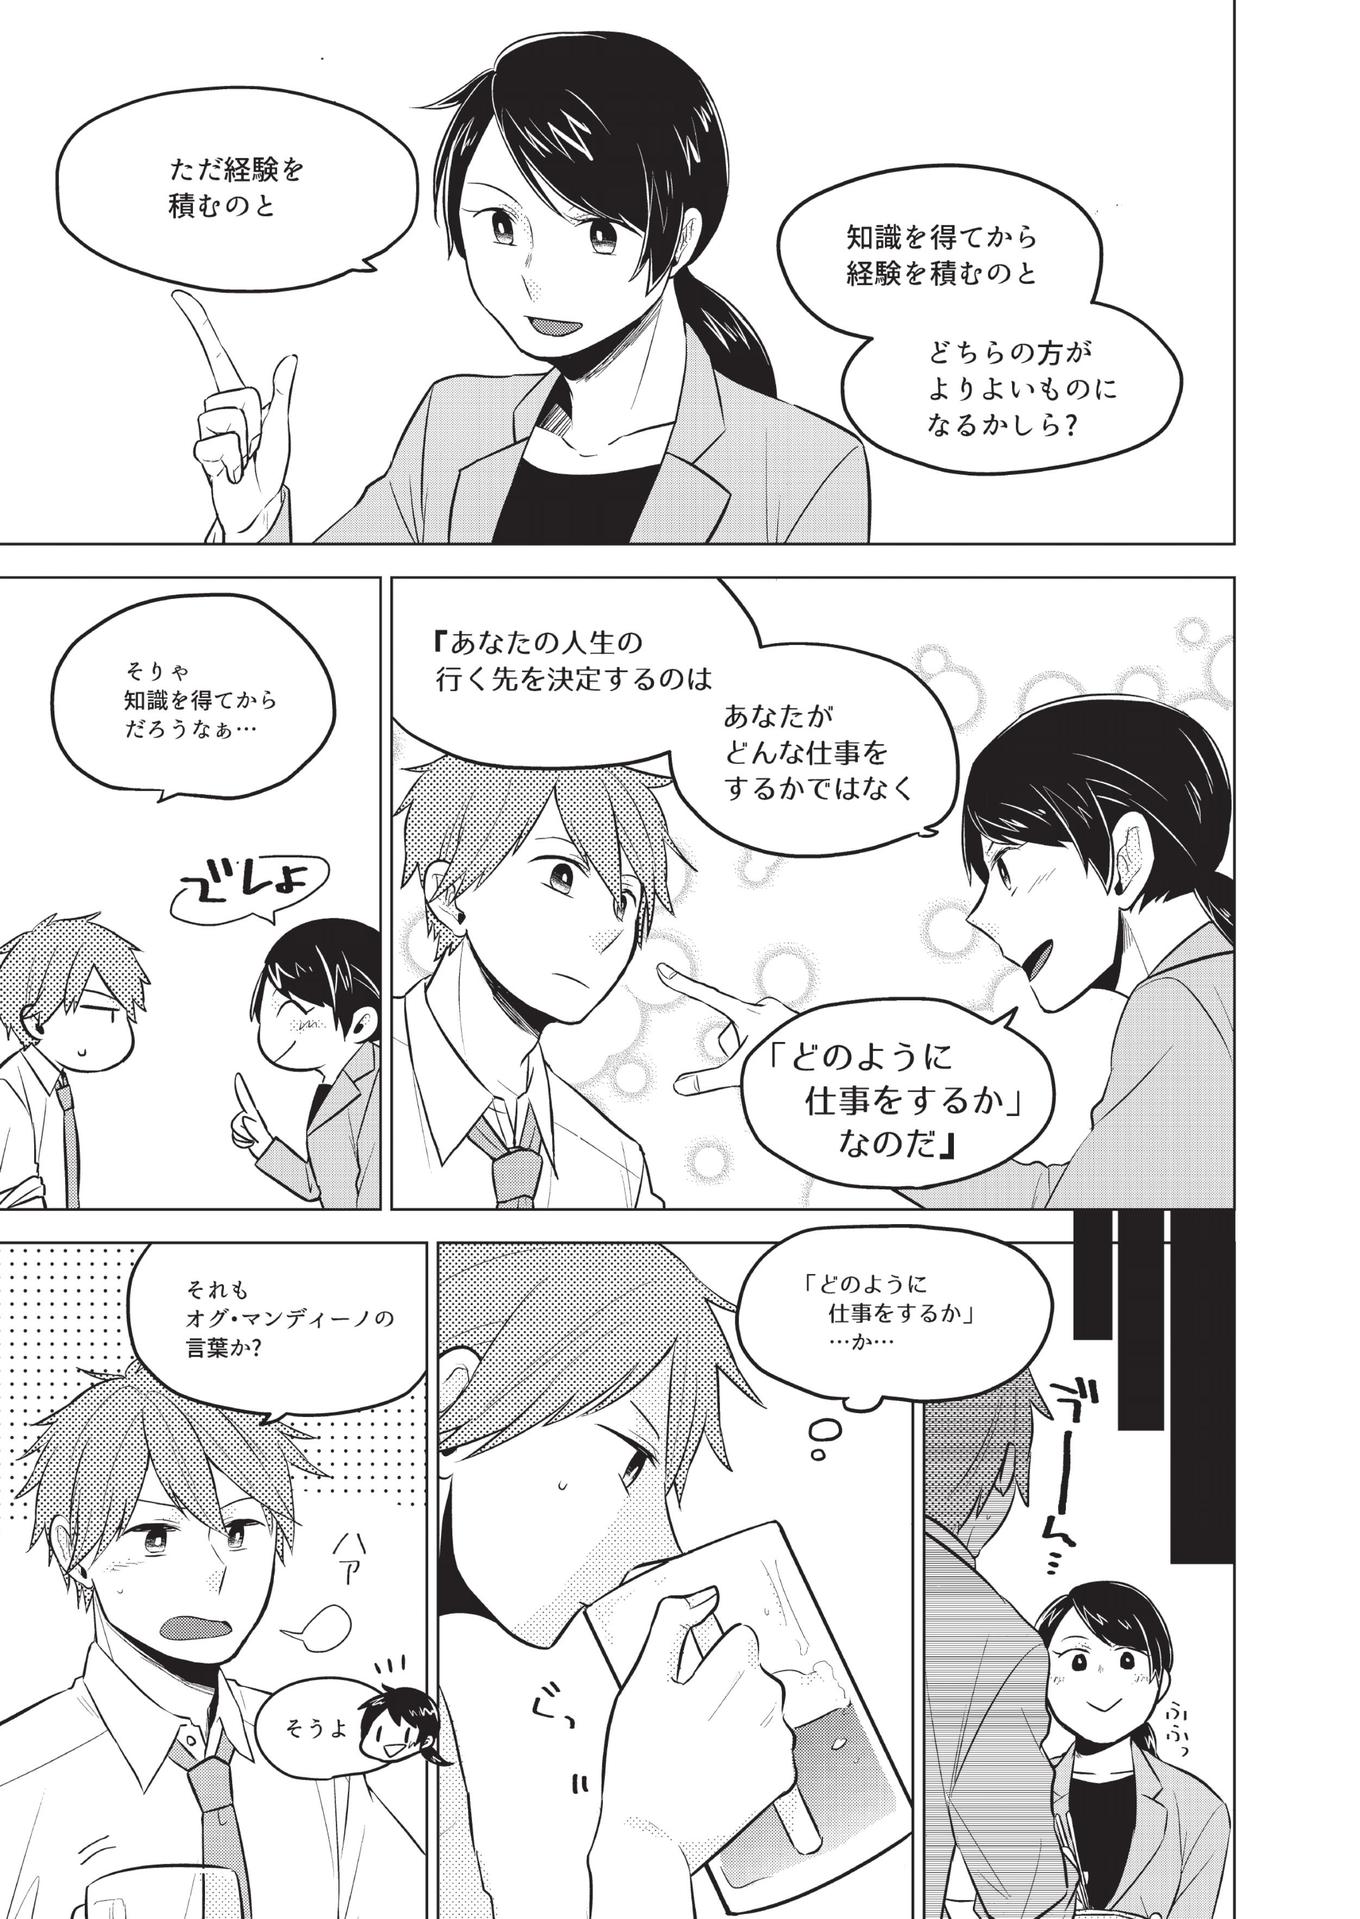 ただ経験を
積むのと
知識を得てから
経験を積むのと
どちらの方が
よりよいものに
なるかしら?
そりゃ
知識を得てから
だろうなぁ…
でしょ
『あなたの人生の
行く先を決定するのは
あなたが
どんな仕事を
するかではなく
「どのように
仕事をするか」
なのだ』
それも
オグ・マンディーノの
言葉か?
ハァ
そうよ
「どのように
仕事をするか」
…か…
ぐっ
ずーん
ふふっ